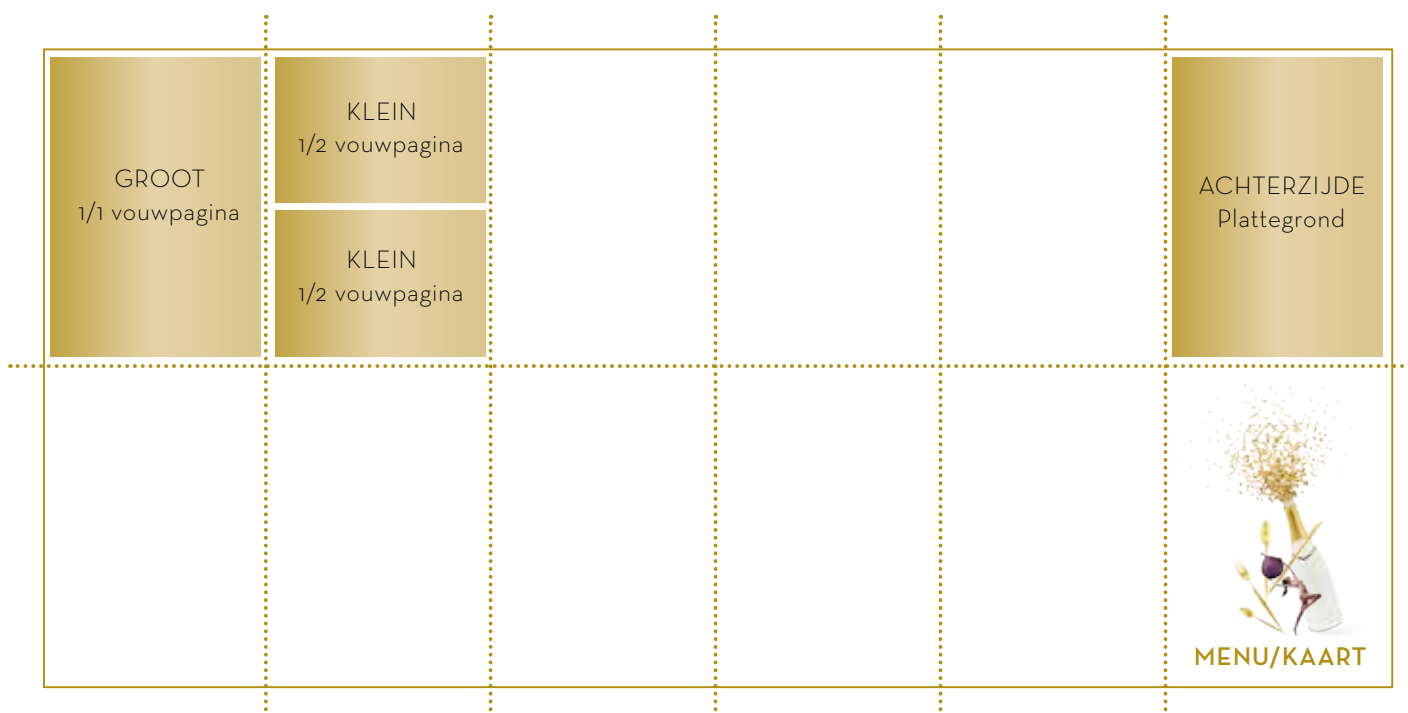 GROOT
1/1 vouwpagina
KLEIN
1/2 vouwpagina
KLEIN
1/2 vouwpagina
ACHTERZIJDE
Plattegrond
MENU/KAART